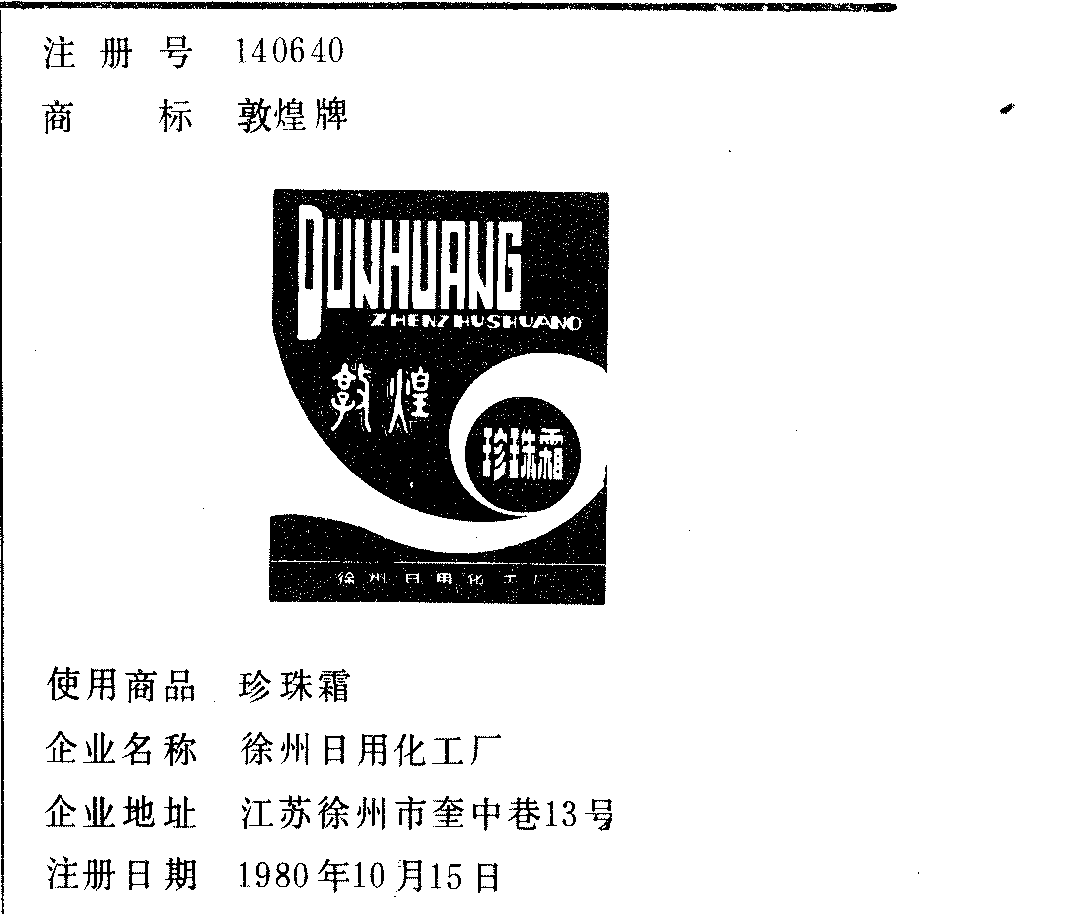 注册号 140640
商标 敦煌牌
DUNHUANG
ZHENZHUSHUANG
敦煌
珍珠霜
徐州日用化工厂
使用商品 珍珠霜
企业名称 徐州日用化工厂
企业地址 江苏徐州市奎中巷13号
注册日期 1980年10月15日